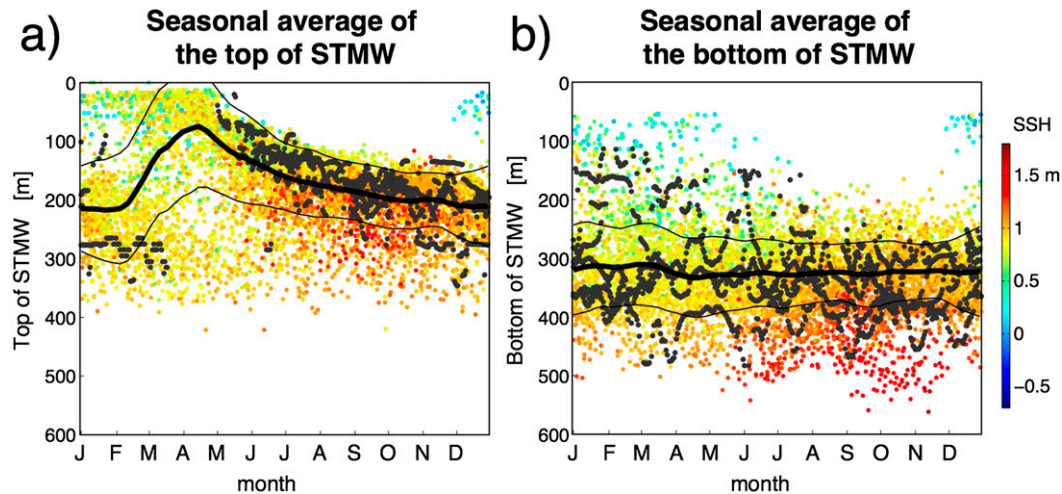 a)
Seasonal average of
the top of STMW
Top of STMW [m]
0
100
200
300
400
500
600
J F M A M J J A S O N D
month
b)
Seasonal average of
the bottom of STMW
Bottom of STMW [m]
0
100
200
300
400
500
600
J F M A M J J A S O N D
month
SSH
1.5 m
1
0.5
0
−0.5